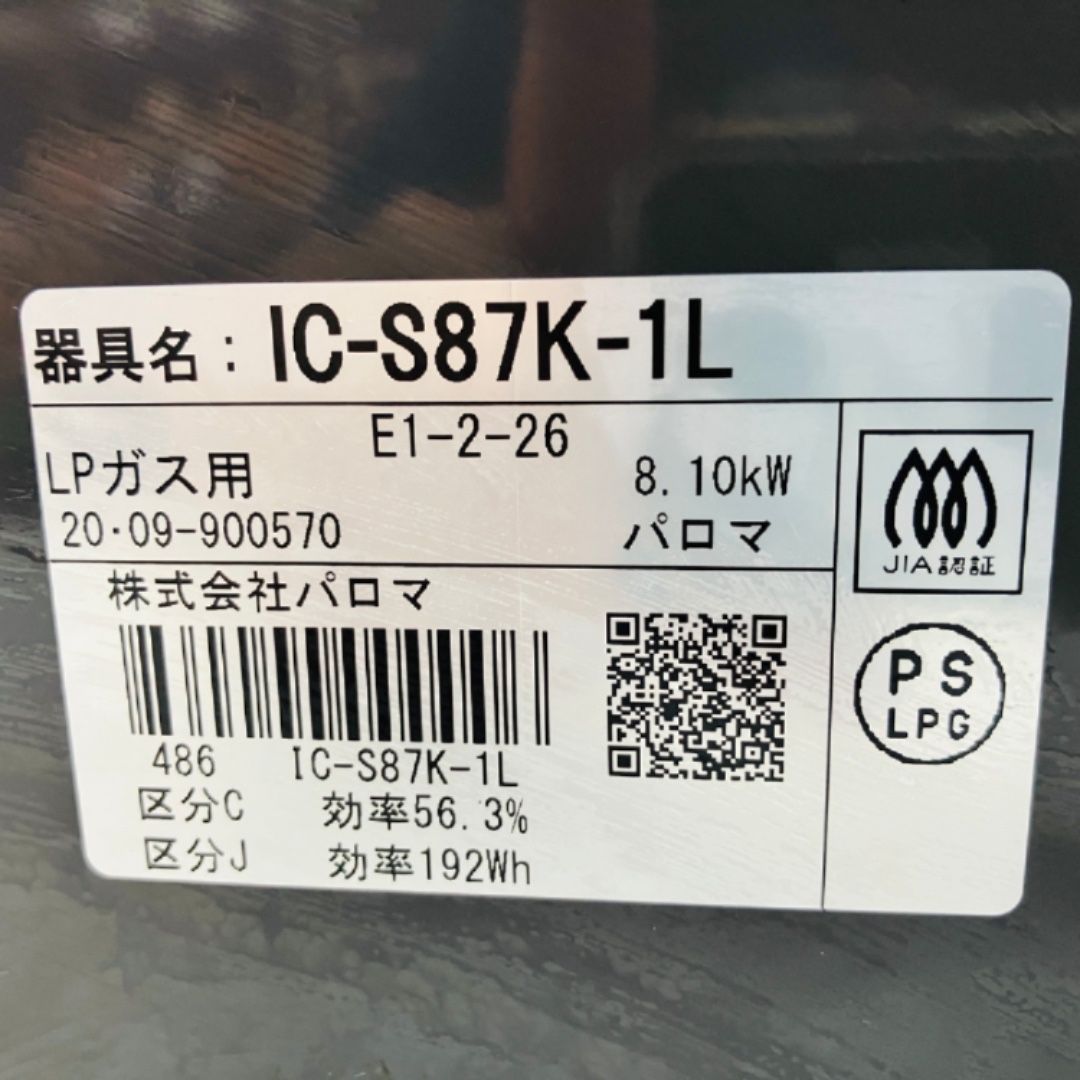 器具名：IC-S87K-1L
E1-2-26
LPガス用 8.10kW
20・09-900570 パロマ
JIA認証
株式会社パロマ
486 IC-S87K-1L
区分C 効率56.3%
区分J 効率192Wh
PS
LPG